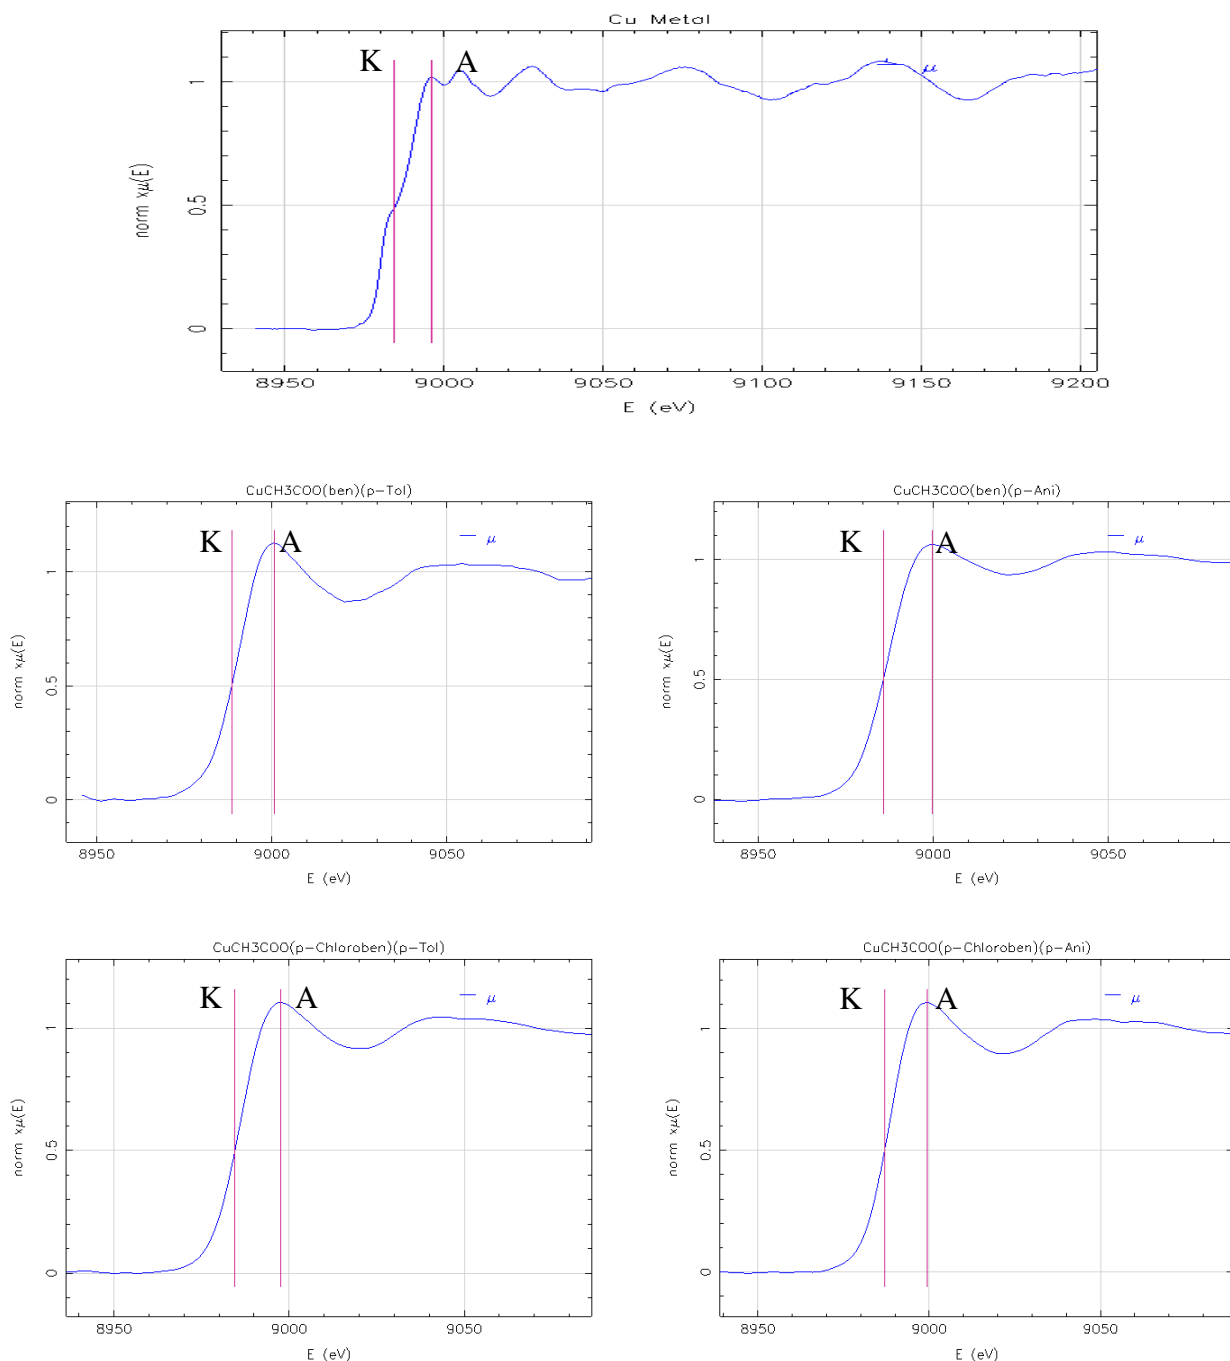 Cu Metal
K
A
μ
norm xμ(E)
1
0.5
0
8950
9000
9050
9100
9150
9200
E (eV)
CuCH3COO(ben)(p-Tol)
K
A
μ
norm xμ(E)
1
0.5
0
8950
9000
9050
E (eV)
CuCH3COO(ben)(p-Ani)
K
A
μ
norm xμ(E)
1
0.5
0
8950
9000
9050
E (eV)
CuCH3COO(p-Chloroben)(p-Tol)
K
A
μ
norm xμ(E)
1
0.5
0
8950
9000
9050
E (eV)
CuCH3COO(p-Chloroben)(p-Ani)
K
A
μ
norm xμ(E)
1
0.5
0
8950
9000
9050
E (eV)